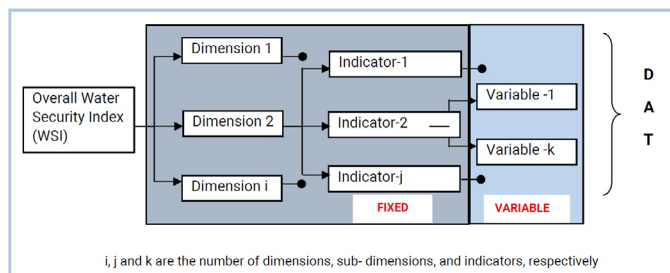 Dimension 1
Indicator-1
Overall Water
Security Index
(WSI)
Dimension 2
Indicator-2
Variable -1
Variable -k
Dimension i
Indicator-j
FIXED
VARIABLE
D
A
T
i, j and k are the number of dimensions, sub- dimensions, and indicators, respectively